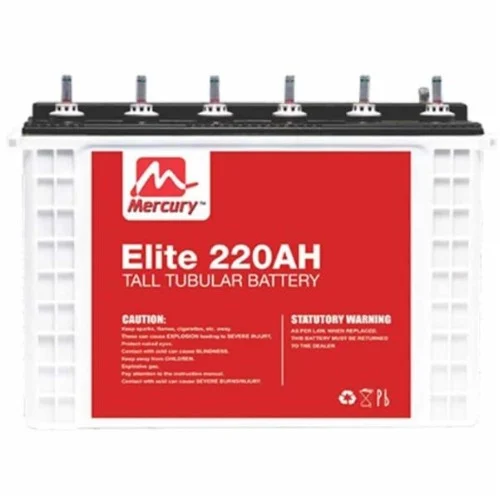 Mercury™
Elite 220AH
TALL TUBULAR BATTERY
CAUTION:
Keep sparks, flames, cigarettes, etc. away.
These can cause EXPLOSION leading to SEVERE INJURY.
Protect naked eyes.
Contact with acid can cause BLINDNESS.
Keep away from CHILDREN.
Explosive gas.
Pay attention to the instruction manual.
Contact with acid can cause SEVERE BURNS/INJURY.
STATUTORY WARNING
AS PER LAW, WHEN REPLACED,
THIS BATTERY MUST BE RETURNED
TO THE DEALER
Pb